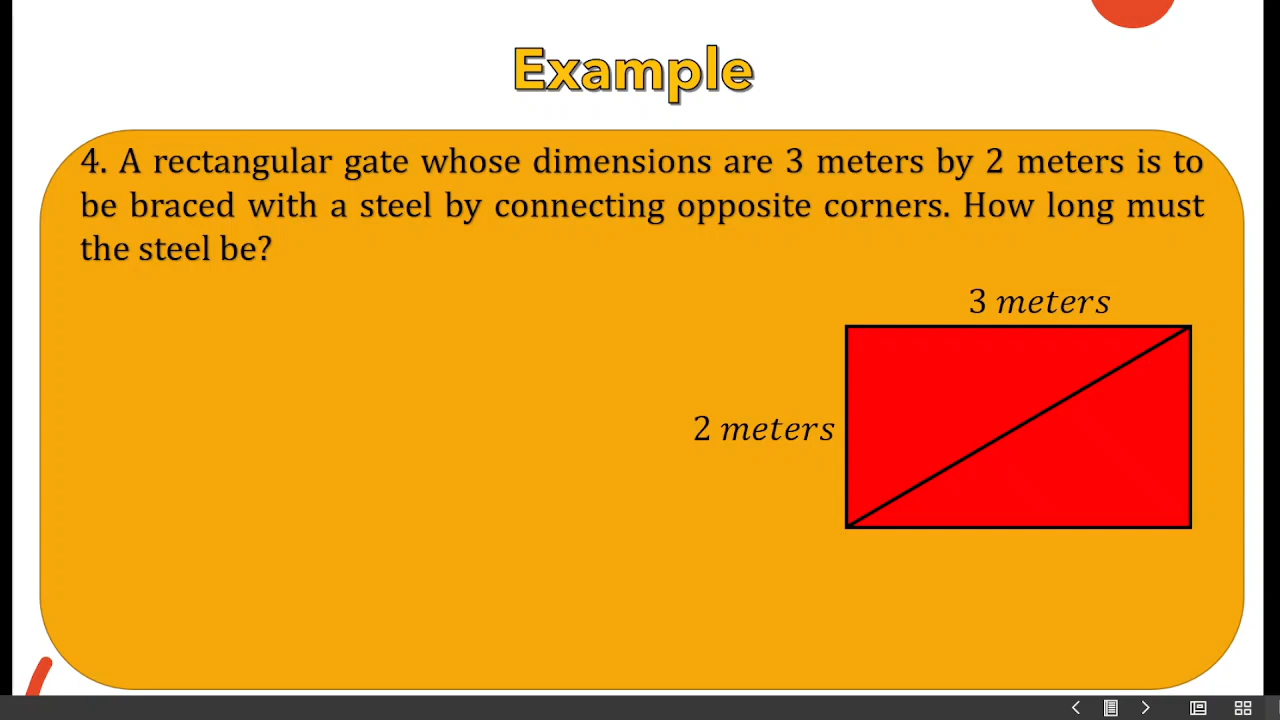 Example
4. A rectangular gate whose dimensions are 3 meters by 2 meters is to
be braced with a steel by connecting opposite corners. How long must
the steel be?
3 meters
2 meters